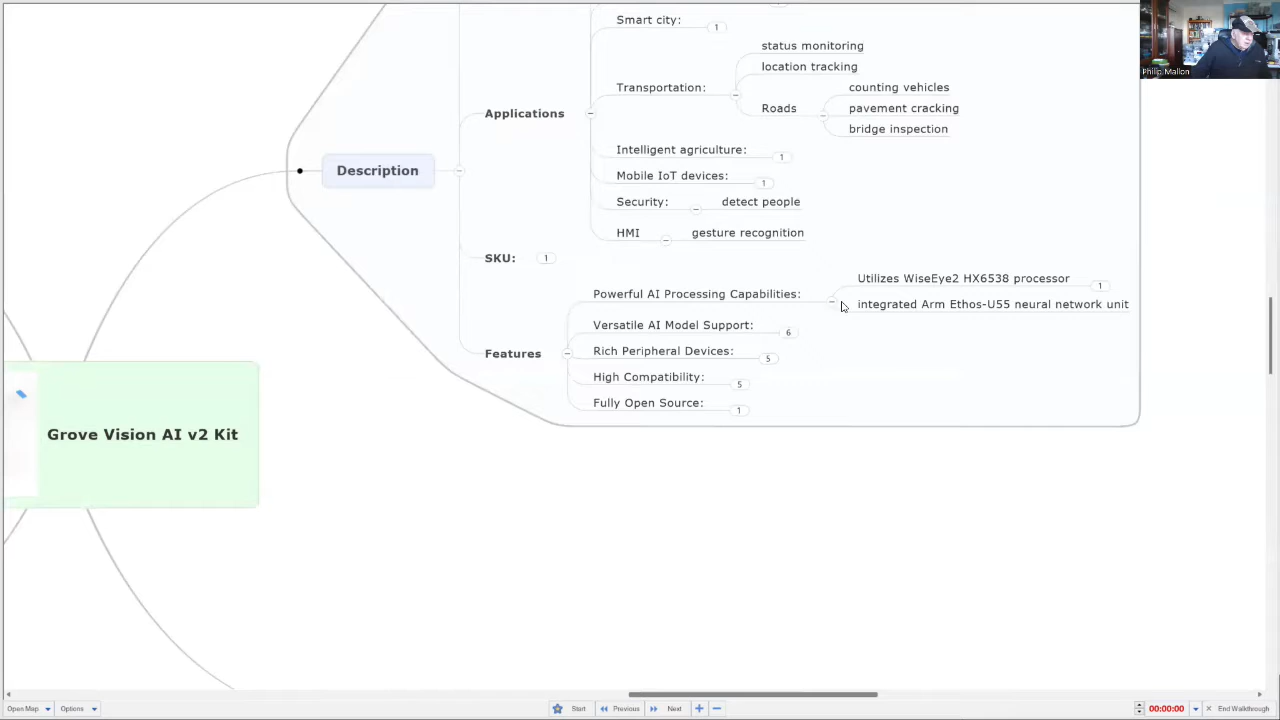 Smart city:
1
status monitoring
location tracking
Transportation:
counting vehicles
Roads
pavement cracking
Applications
bridge inspection
Intelligent agriculture:
1
Description
Mobile IoT devices:
1
Security:
detect people
HMI
gesture recognition
SKU:
1
Utilizes WiseEye2 HX6538 processor
1
Powerful AI Processing Capabilities:
integrated Arm Ethos-U55 neural network unit
Versatile AI Model Support:
6
Features
Rich Peripheral Devices:
5
High Compatibility:
5
Fully Open Source:
1
Grove Vision AI v2 Kit
Philip Mallon
Open Map
Options
Start
Previous
Next
00:00:00
End Walkthrough